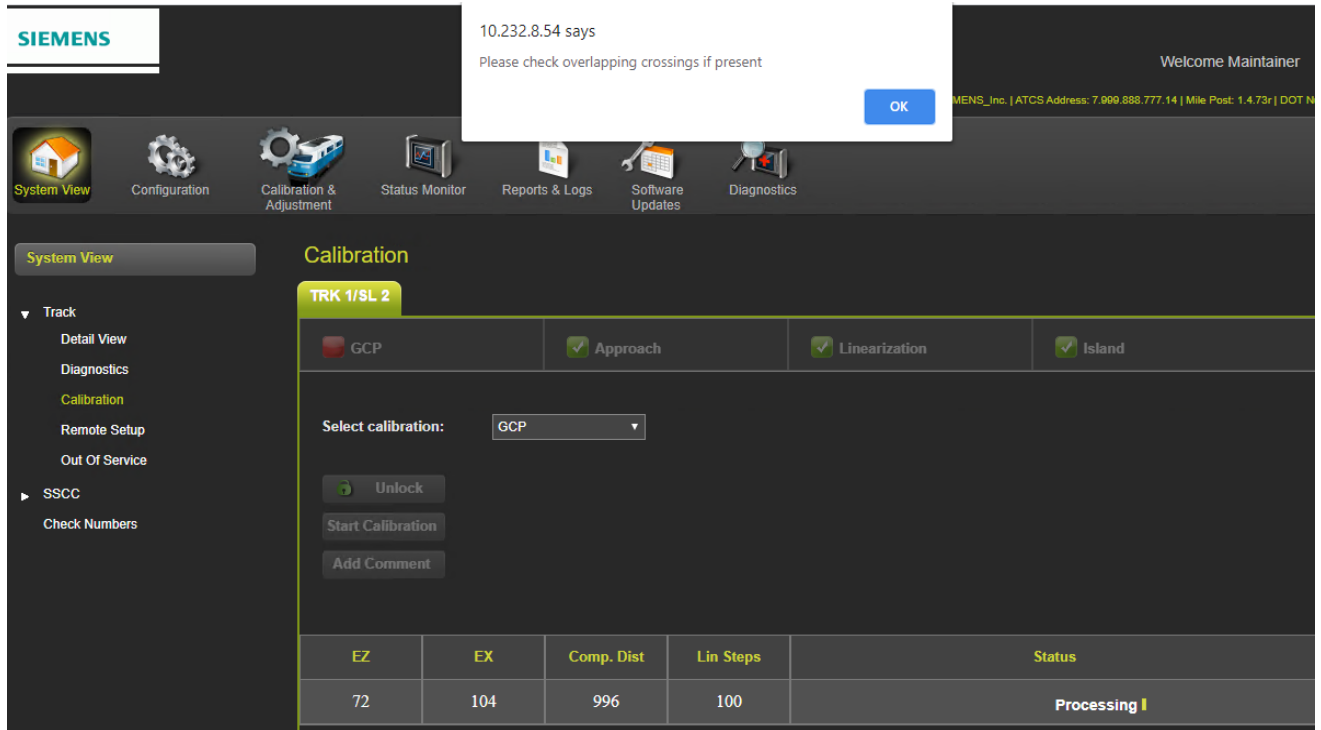 SIEMENS
10.232.8.54 says
Please check overlapping crossings if present
OK
Welcome Maintainer
MENS_Inc. | ATCS Address: 7.999.888.777.14 | Mile Post: 1.4.73r | DOT N
System View
Configuration
Calibration &
Adjustment
Status Monitor
Reports & Logs
Software
Updates
Diagnostics
System View
Track
Detail View
Diagnostics
Calibration
Remote Setup
Out Of Service
SSCC
Check Numbers
Calibration
TRK 1/SL 2
GCP Approach Linearization Island
Select calibration: GCP
Unlock
Start Calibration
Add Comment
EZ EX Comp. Dist Lin Steps Status
72 104 996 100 Processing